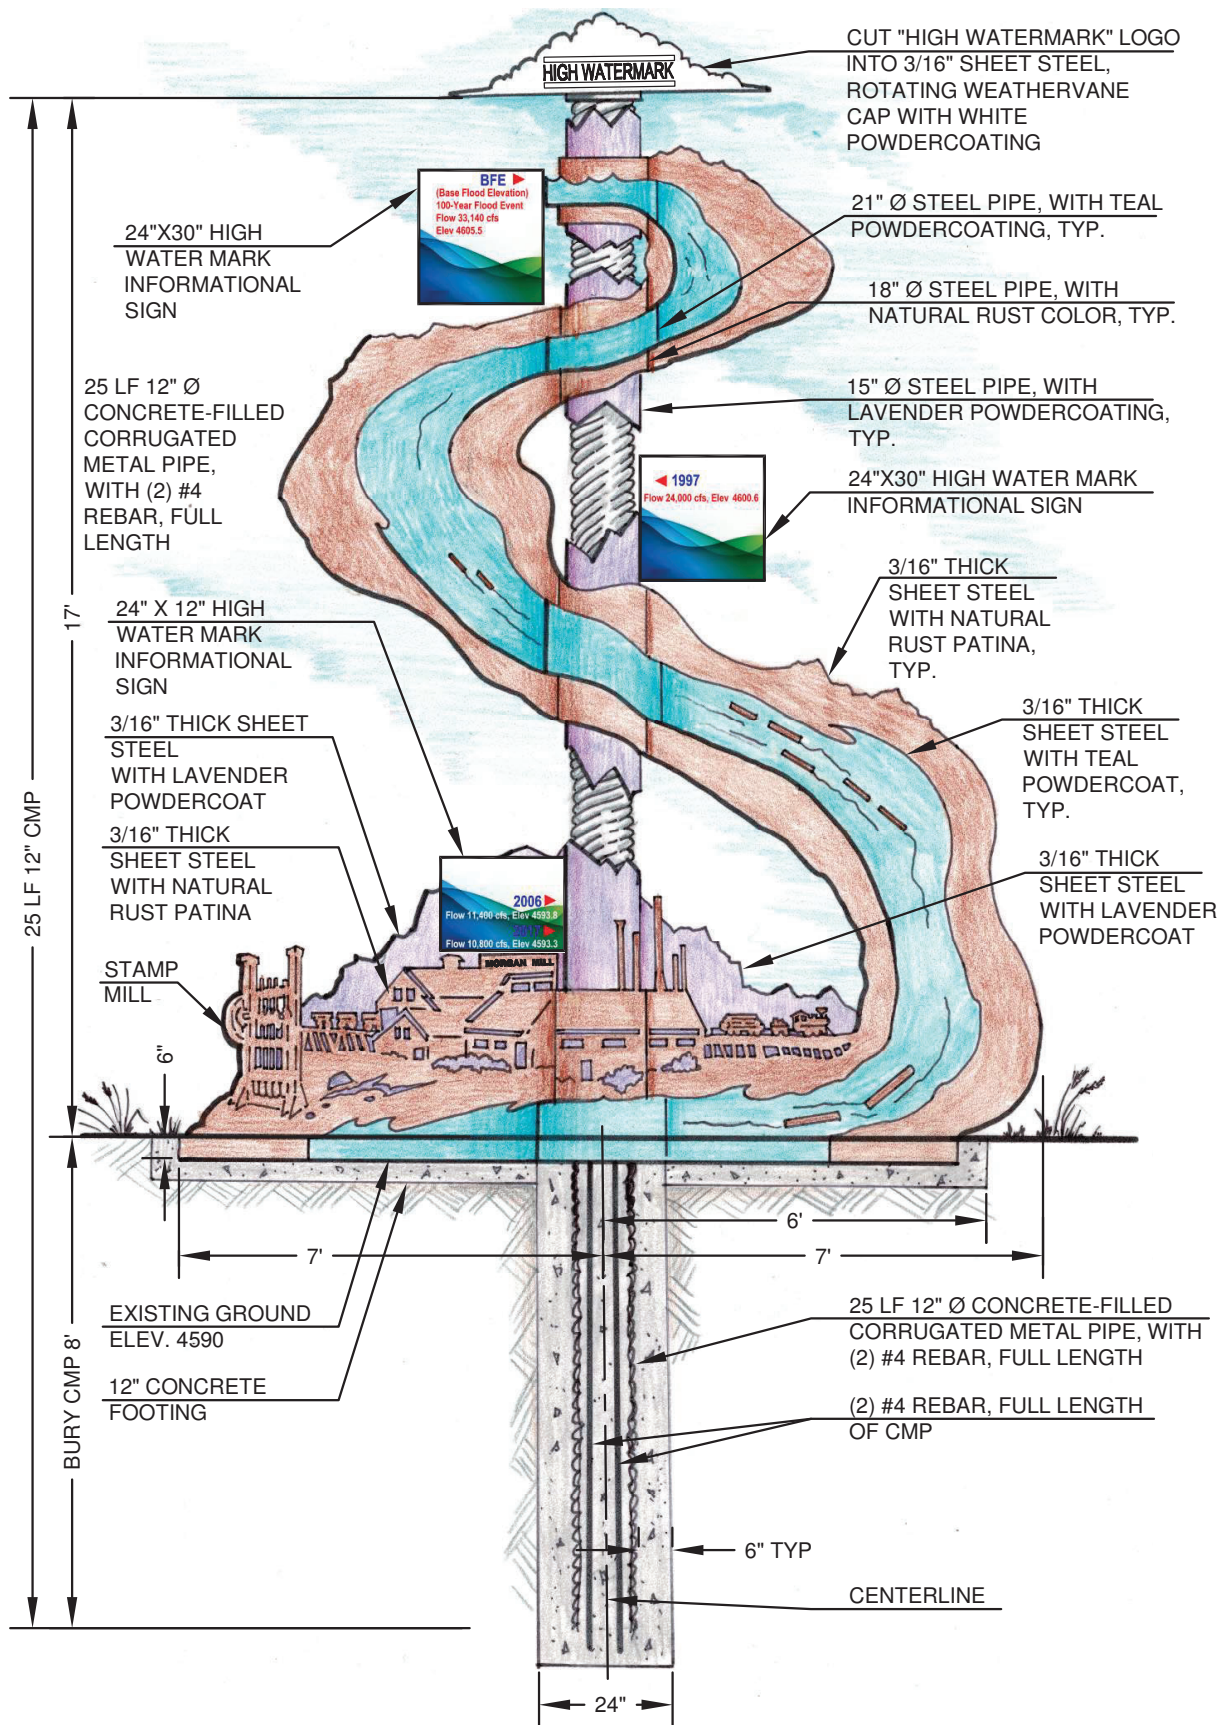 HIGH WATERMARK
CUT "HIGH WATERMARK" LOGO
INTO 3/16" SHEET STEEL,
ROTATING WEATHERVANE
CAP WITH WHITE
POWDERCOATING
BFE
(Base Flood Elevation)
100-Year Flood Event
Flow 33,140 cfs
Elev 4605.5
24"X30" HIGH
WATER MARK
INFORMATIONAL
SIGN
21" Ø STEEL PIPE, WITH TEAL
POWDERCOATING, TYP.
18" Ø STEEL PIPE, WITH
NATURAL RUST COLOR, TYP.
25 LF 12" Ø
CONCRETE-FILLED
CORRUGATED
METAL PIPE,
WITH (2) #4
REBAR, FULL
LENGTH
15" Ø STEEL PIPE, WITH
LAVENDER POWDERCOATING,
TYP.
1997
Flow 24,000 cfs, Elev 4600.6
24"X30" HIGH WATER MARK
INFORMATIONAL SIGN
3/16" THICK
SHEET STEEL
WITH NATURAL
RUST PATINA,
TYP.
17'
24" X 12" HIGH
WATER MARK
INFORMATIONAL
SIGN
3/16" THICK
SHEET STEEL
WITH TEAL
POWDERCOAT,
TYP.
3/16" THICK SHEET
STEEL
WITH LAVENDER
POWDERCOAT
25 LF 12" CMP
3/16" THICK
SHEET STEEL
WITH NATURAL
RUST PATINA
3/16" THICK
SHEET STEEL
WITH LAVENDER
POWDERCOAT
2006
Flow 11,400 cfs, Elev 4593.8
Flow 10,800 cfs, Elev 4593.3
MORGAN MILL
STAMP
MILL
6"
6'
7'
7'
EXISTING GROUND
ELEV. 4590
25 LF 12" Ø CONCRETE-FILLED
CORRUGATED METAL PIPE, WITH
(2) #4 REBAR, FULL LENGTH
BURY CMP 8'
12" CONCRETE
FOOTING
(2) #4 REBAR, FULL LENGTH
OF CMP
6" TYP
CENTERLINE
24"